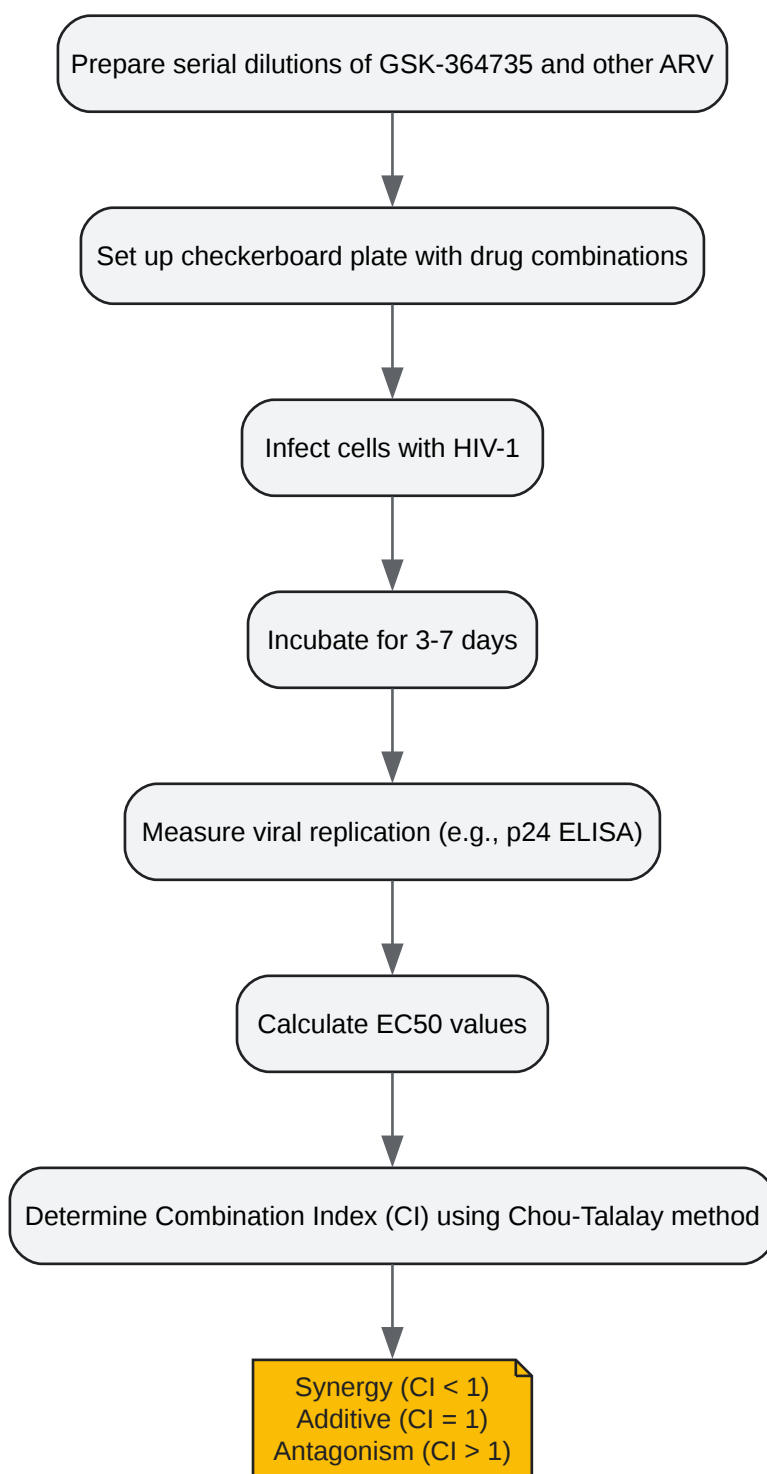 Prepare serial dilutions of GSK-364735 and other ARV
Set up checkerboard plate with drug combinations
Infect cells with HIV-1
Incubate for 3-7 days
Measure viral replication (e.g., p24 ELISA)
Calculate EC50 values
Determine Combination Index (CI) using Chou-Talalay method
Synergy (CI < 1)
Additive (CI = 1)
Antagonism (CI > 1)